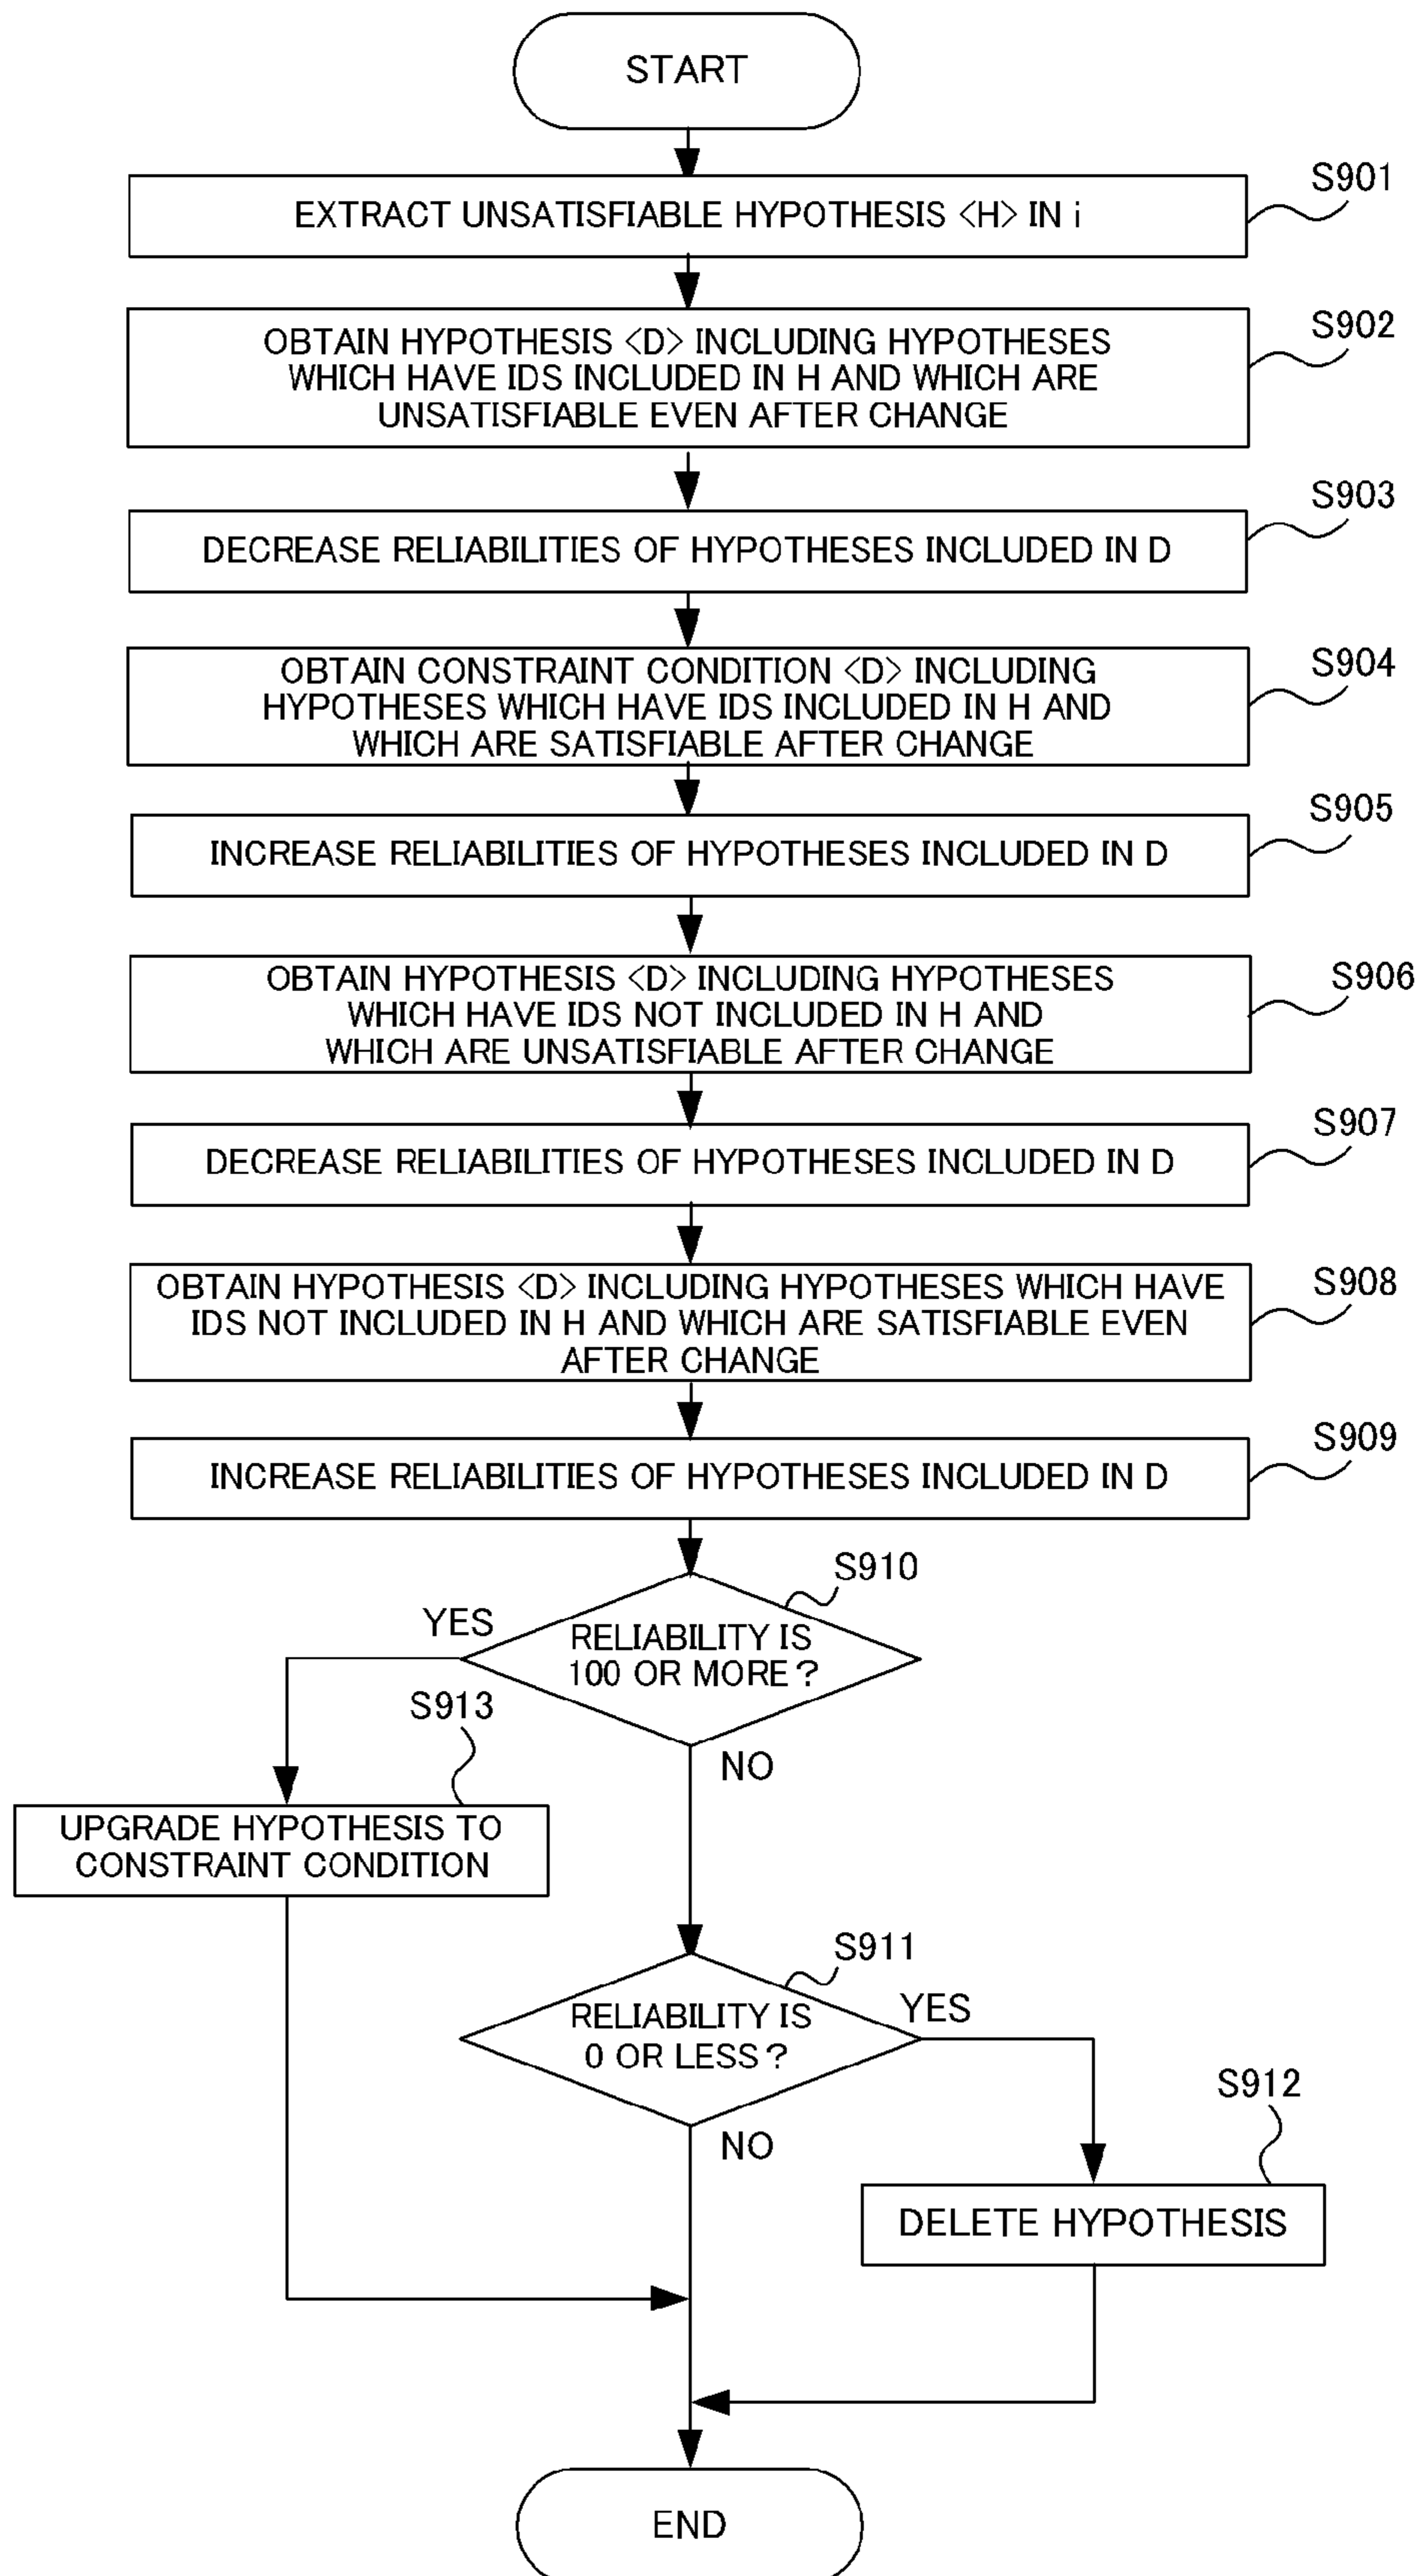 START
S901
EXTRACT UNSATISFIABLE HYPOTHESIS <H> IN i
S902
OBTAIN HYPOTHESIS <D> INCLUDING HYPOTHESES
WHICH HAVE IDS INCLUDED IN H AND WHICH ARE
UNSATISFIABLE EVEN AFTER CHANGE
S903
DECREASE RELIABILITIES OF HYPOTHESES INCLUDED IN D
S904
OBTAIN CONSTRAINT CONDITION <D> INCLUDING
HYPOTHESES WHICH HAVE IDS INCLUDED IN H AND
WHICH ARE SATISFIABLE AFTER CHANGE
S905
INCREASE RELIABILITIES OF HYPOTHESES INCLUDED IN D
S906
OBTAIN HYPOTHESIS <D> INCLUDING HYPOTHESES
WHICH HAVE IDS NOT INCLUDED IN H AND
WHICH ARE UNSATISFIABLE AFTER CHANGE
S907
DECREASE RELIABILITIES OF HYPOTHESES INCLUDED IN D
S908
OBTAIN HYPOTHESIS <D> INCLUDING HYPOTHESES WHICH HAVE
IDS NOT INCLUDED IN H AND WHICH ARE SATISFIABLE EVEN
AFTER CHANGE
S909
INCREASE RELIABILITIES OF HYPOTHESES INCLUDED IN D
S910
YES
RELIABILITY IS
100 OR MORE?
S913
NO
UPGRADE HYPOTHESIS TO
CONSTRAINT CONDITION
S911
RELIABILITY IS
0 OR LESS?
YES
S912
NO
DELETE HYPOTHESIS
END